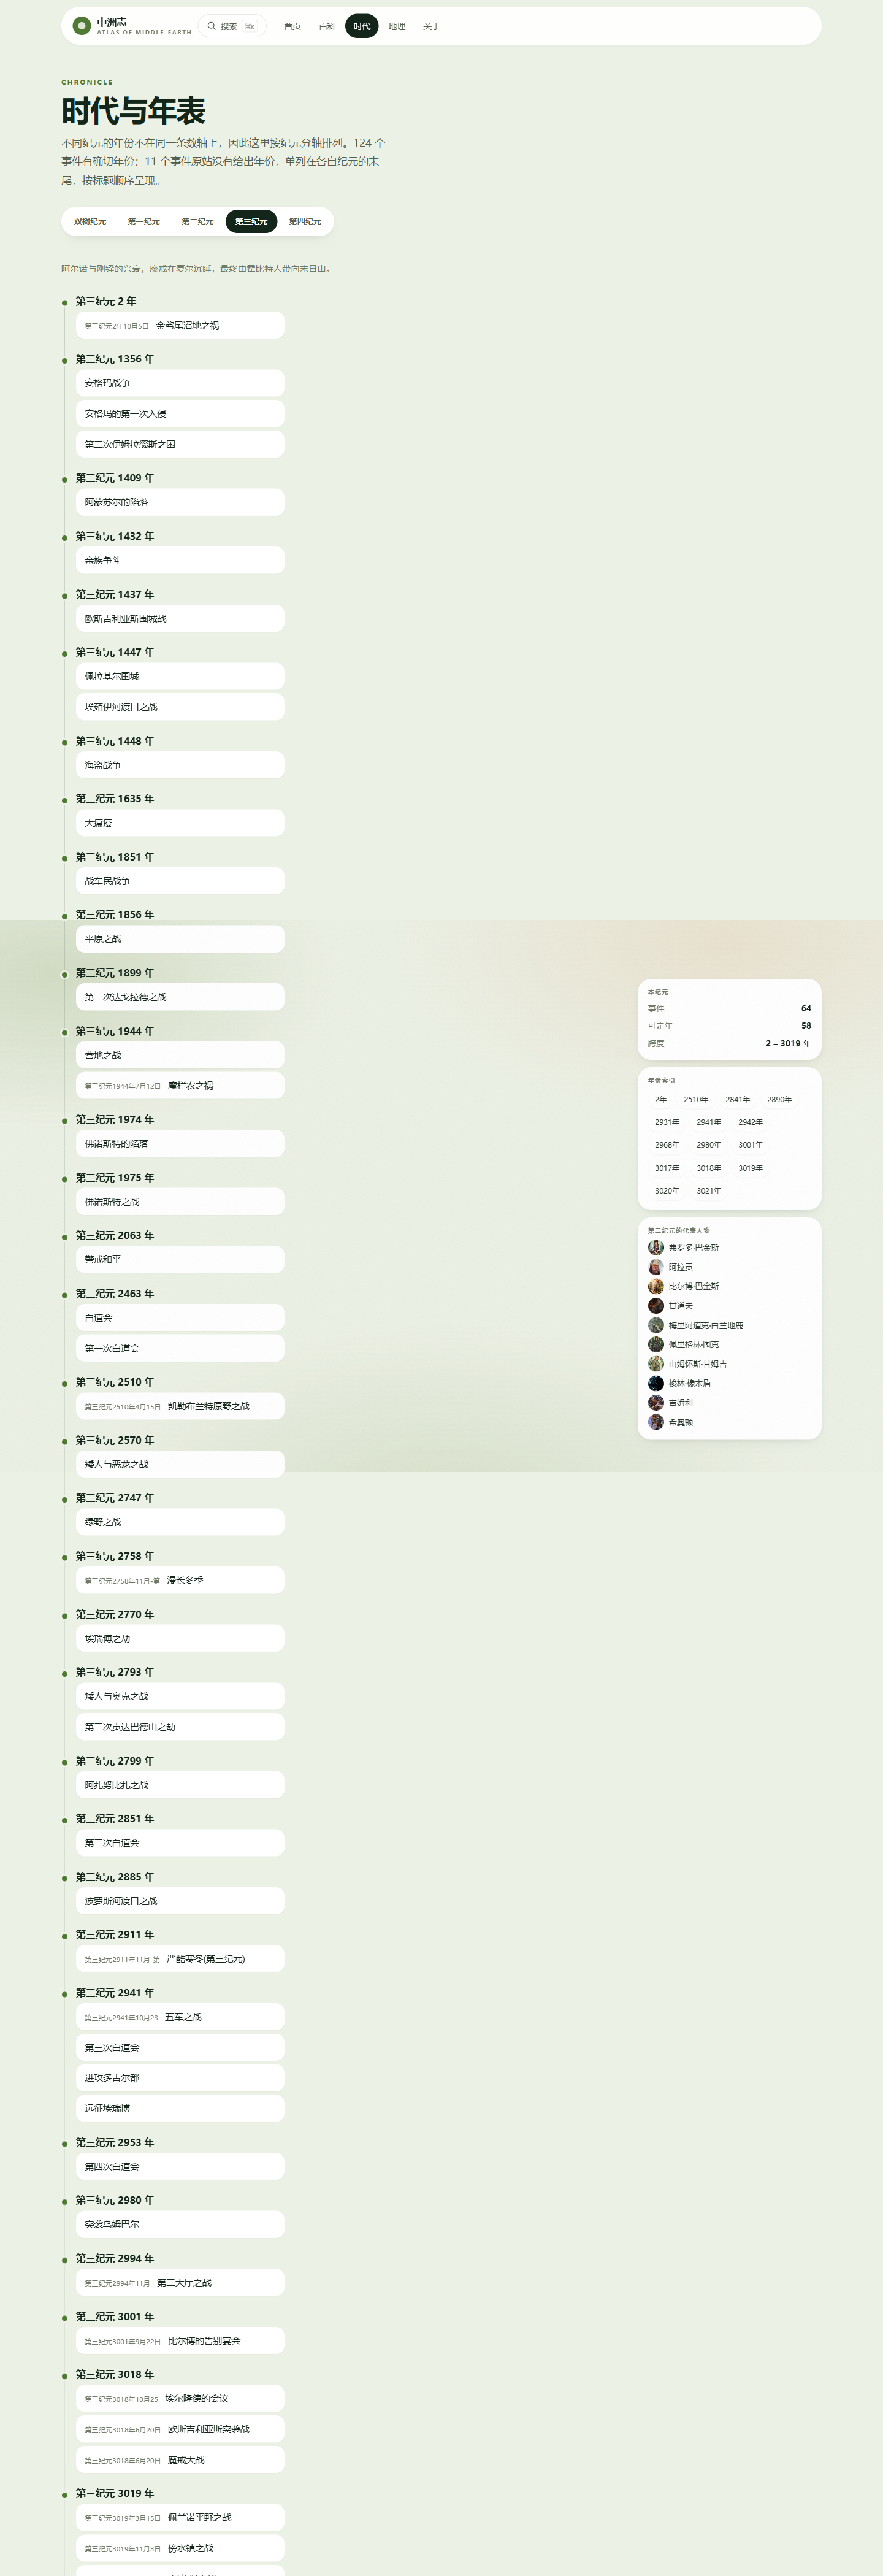 中洲志
ATLAS OF MIDDLE-EARTH
搜索 ⌘K
首页 百科 时代 地理 关于
CHRONICLE
时代与年表
不同纪元的年份不在同一条数轴上，因此这里按纪元分轴排列。124 个
事件有确切年份；11 个事件原站没有给出年份，单列在各自纪元的末
尾，按标题顺序呈现。
双树纪元 第一纪元 第二纪元 第三纪元 第四纪元
阿尔诺与刚铎的兴衰，魔戒在夏尔沉睡，最终由霍比特人带向末日山。
第三纪元 2 年
第三纪元2年10月5日 金鸢尾沼地之祸
第三纪元 1356 年
安格玛战争
安格玛的第一次入侵
第二次伊姆拉缀斯之困
第三纪元 1409 年
阿蒙苏尔的陷落
第三纪元 1432 年
亲族争斗
第三纪元 1437 年
欧斯吉利亚斯围城战
第三纪元 1447 年
佩拉基尔围城
埃茹伊河渡口之战
第三纪元 1448 年
海盗战争
第三纪元 1635 年
大瘟疫
第三纪元 1851 年
战车民战争
第三纪元 1856 年
平原之战
第三纪元 1899 年
第二次达戈拉德之战
第三纪元 1944 年
营地之战
第三纪元1944年7月12日 魔栏农之祸
第三纪元 1974 年
佛诺斯特的陷落
第三纪元 1975 年
佛诺斯特之战
第三纪元 2063 年
警戒和平
第三纪元 2463 年
白道会
第一次白道会
第三纪元 2510 年
第三纪元2510年4月15日 凯勒布兰特原野之战
第三纪元 2570 年
矮人与恶龙之战
第三纪元 2747 年
绿野之战
第三纪元 2758 年
第三纪元2758年11月-第 漫长冬季
第三纪元 2770 年
埃瑞博之劫
第三纪元 2793 年
矮人与奥克之战
第二次贡达巴德山之劫
第三纪元 2799 年
阿扎努比扎之战
第三纪元 2851 年
第二次白道会
第三纪元 2885 年
波罗斯河渡口之战
第三纪元 2911 年
第三纪元2911年11月-第 严酷寒冬(第三纪元)
第三纪元 2941 年
第三纪元2941年10月23 五军之战
第三次白道会
进攻多古尔都
远征埃瑞博
第三纪元 2953 年
第四次白道会
第三纪元 2980 年
突袭乌姆巴尔
第三纪元 2994 年
第三纪元2994年11月 第二大厅之战
第三纪元 3001 年
第三纪元3001年9月22日 比尔博的告别宴会
第三纪元 3018 年
第三纪元3018年10月25 埃尔隆德的会议
第三纪元3018年6月20日 欧斯吉利亚斯突袭战
第三纪元3018年6月20日 魔戒大战
第三纪元 3019 年
第三纪元3019年3月15日 佩兰诺平野之战
第三纪元3019年11月3日 傍水镇之战
本纪元
事件 64
可定年 58
跨度 2 – 3019 年
年份索引
2年 2510年 2841年 2890年
2931年 2941年 2942年
2968年 2980年 3001年
3017年 3018年 3019年
3020年 3021年
第三纪元的代表人物
弗罗多·巴金斯
阿拉贡
比尔博·巴金斯
甘道夫
梅里阿道克·白兰地鹿
佩里格林·图克
山姆怀斯·甘姆吉
梭林·橡木盾
吉姆利
希奥顿